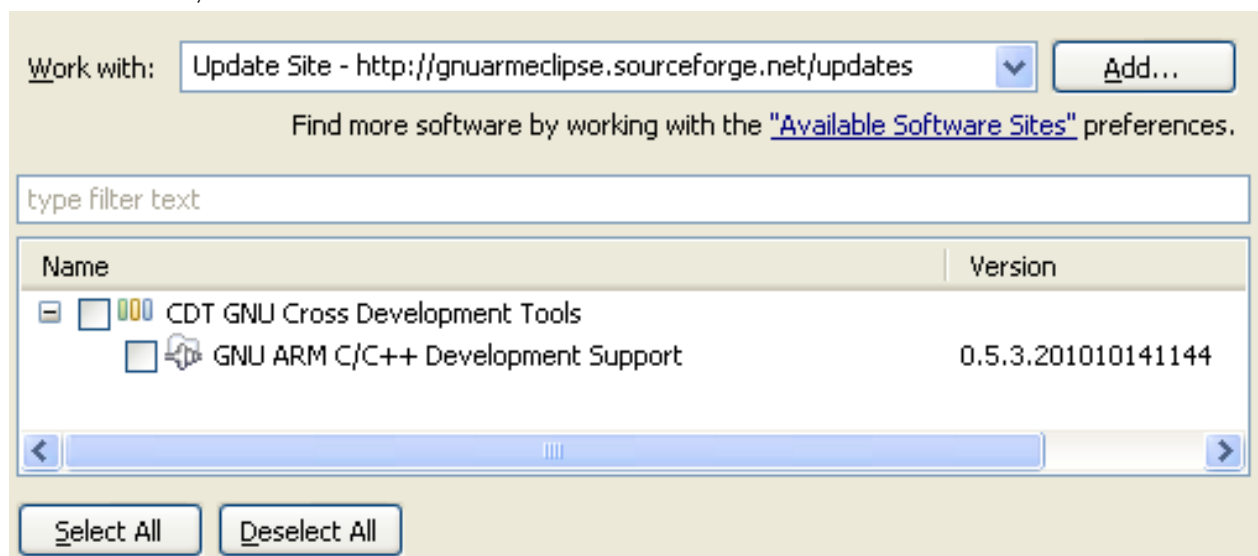 Work with: Update Site - http://gnuarmeclipse.sourceforge.net/updates Add...
Find more software by working with the "Available Software Sites" preferences.
type filter text
Name Version
CDT GNU Cross Development Tools
GNU ARM C/C++ Development Support 0.5.3.201010141144
Select All Deselect All